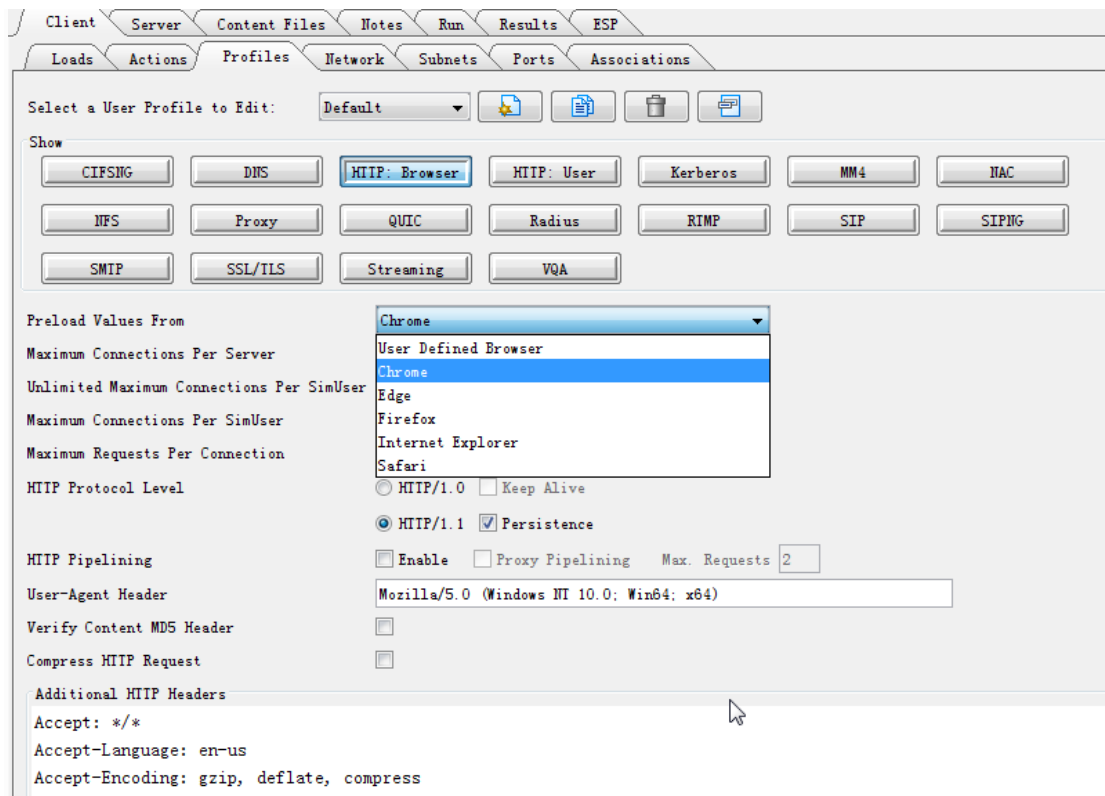 Client Server Content Files Notes Run Results ESP
Loads Actions Profiles Network Subnets Ports Associations
Select a User Profile to Edit: Default
Show
CIFSNG DNS HTTP: Browser HTTP: User Kerberos MM4 NAC
NFS Proxy QUIC Radius RTMP SIP SIPNG
SMTP SSL/TLS Streaming VQA
Preload Values From Chrome
User Defined Browser
Maximum Connections Per Server
Chrome
Unlimited Maximum Connections Per SimUser
Edge
Maximum Connections Per SimUser Firefox
Internet Explorer
Maximum Requests Per Connection
Safari
HTTP Protocol Level HTTP/1.0 Keep Alive
HTTP/1.1 Persistence
HTTP Pipelining Enable Proxy Pipelining Max. Requests 2
User-Agent Header Mozilla/5.0 (Windows NT 10.0; Win64; x64)
Verify Content MD5 Header
Compress HTTP Request
Additional HTTP Headers
Accept: */*
Accept-Language: en-us
Accept-Encoding: gzip, deflate, compress